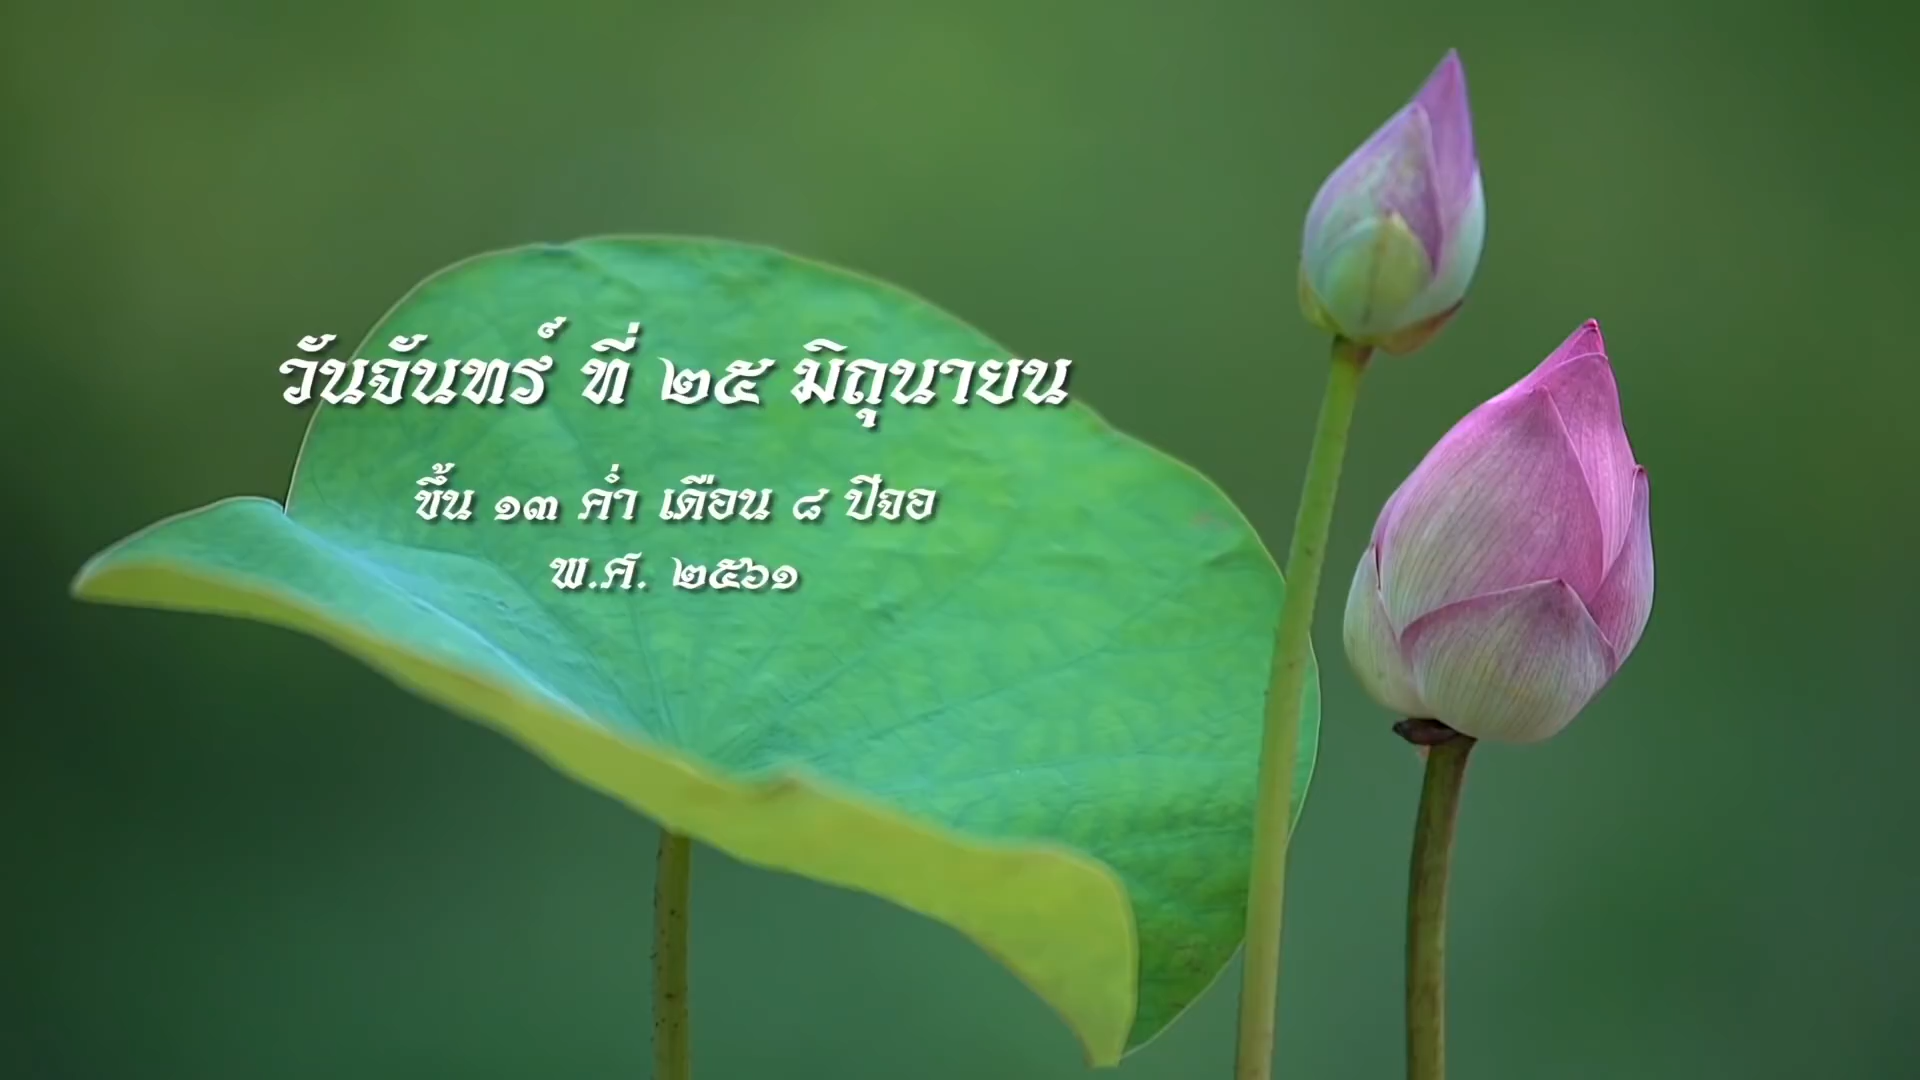 วันจันทร์ ที่ ๒๕ มิถุนายน
ขึ้น ๑๓ ค่ำ เดือน ๘ ปีจอ
พ.ศ. ๒๕๖๑